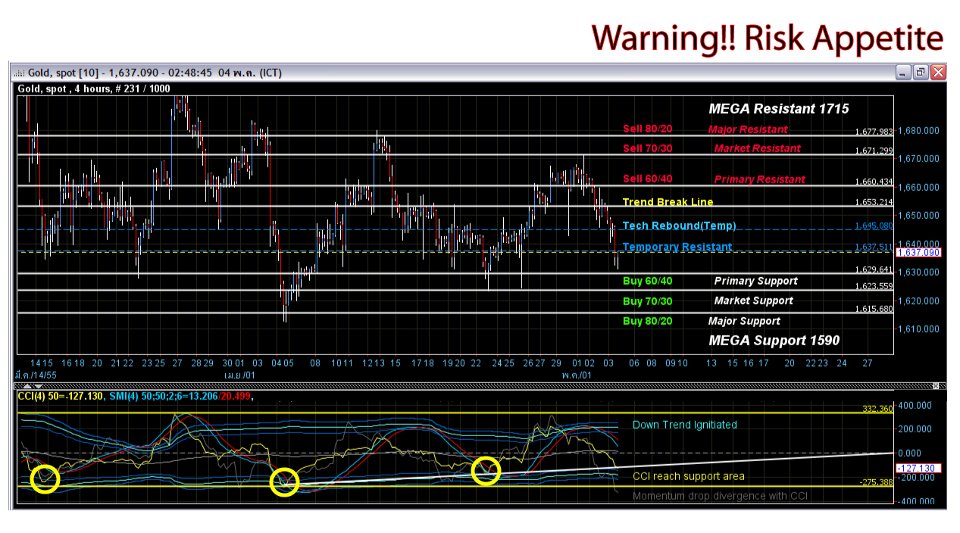 Warning!! Risk Appetite
Gold, spot [10] - 1,637.090 - 02:48:45 04 พ.ค. (ICT)
Gold, spot , 4 hours, # 231 / 1000
MEGA Resistant 1715
Sell 80/20 Major Resistant 1,677.983
Sell 70/30 Market Resistant 1,671.299
Sell 60/40 Primary Resistant 1,660.434
Trend Break Line 1,653.214
Tech Rebound(Temp) 1,645.080
Temporary Resistant 1,637.511
1,629.641
Buy 60/40 Primary Support 1,623.559
Buy 70/30 Market Support 1,615.680
Buy 80/20 Major Support
MEGA Support 1590
1,680.000
1,670.000
1,660.000
1,650.000
1,640.000
1,637.090
1,630.000
1,620.000
1,610.000
14 15 16 18 20 21 22 23 25 27 28 29 30 01 03 04 05 08 10 11 12 13 15 17 18 19 20 22 23 25 26 27 29 01 02 03 06 08 09 10 13 15 16 17 20 22 23 24 27
มี.ค./14/55 เม.ย./01 พ.ค./01
CCI(4) 50=-127.130, SMI(4) 50;50;2;6=13.206/20.499,
332.360
Down Trend Ignitiated
CCI reach support area
-275.388
Momentum drop divergence with CCI
400.000
200.000
0.000
-127.130
-200.000
-400.000